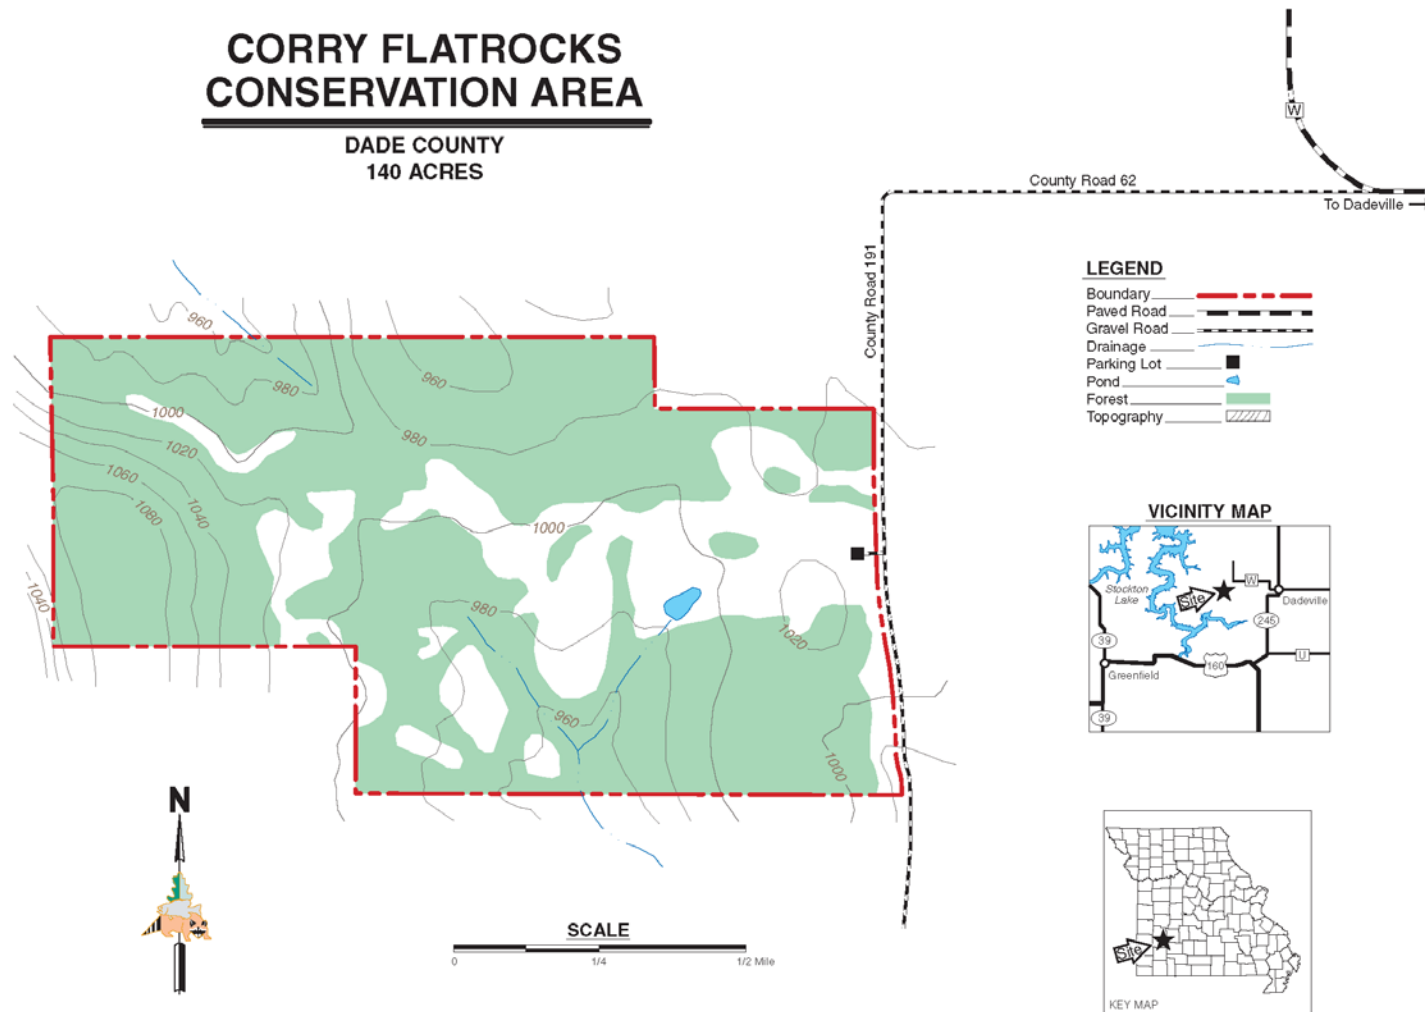 CORRY FLATROCKS
CONSERVATION AREA
DADE COUNTY
140 ACRES
W
County Road 62
To Dadeville
County Road 191
LEGEND
Boundary
Paved Road
Gravel Road
Drainage
Parking Lot
Pond
Forest
Topography
960
980
960
1000
980
1020
1060
1080
1040
1000
1040
980
1020
960
1000
VICINITY MAP
Stockton
Lake
Site
W
Dadeville
245
39
160
U
Greenfield
39
N
SCALE
0
1/4
1/2 Mile
Site
KEY MAP